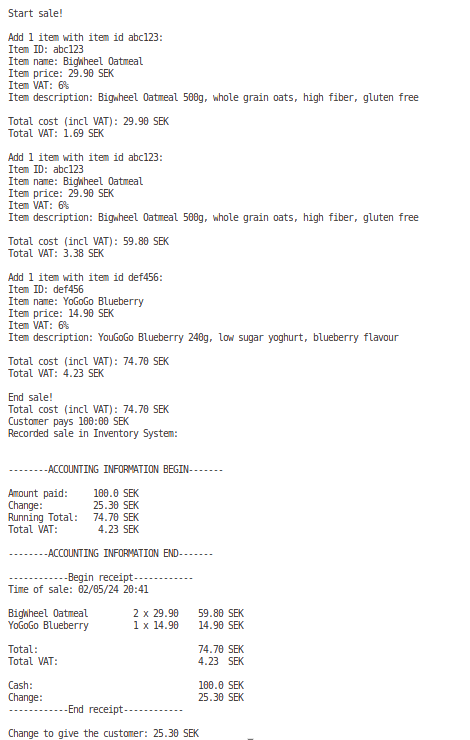 Start sale!

Add 1 item with item id abc123:
Item ID: abc123
Item name: BigWheel Oatmeal
Item price: 29.90 SEK
Item VAT: 6%
Item description: Bigwheel Oatmeal 500g, whole grain oats, high fiber, gluten free

Total cost (incl VAT): 29.90 SEK
Total VAT: 1.69 SEK

Add 1 item with item id abc123:
Item ID: abc123
Item name: BigWheel Oatmeal
Item price: 29.90 SEK
Item VAT: 6%
Item description: Bigwheel Oatmeal 500g, whole grain oats, high fiber, gluten free

Total cost (incl VAT): 59.80 SEK
Total VAT: 3.38 SEK

Add 1 item with item id def456:
Item ID: def456
Item name: YoGoGo Blueberry
Item price: 14.90 SEK
Item VAT: 6%
Item description: YouGoGo Blueberry 240g, low sugar yoghurt, blueberry flavour

Total cost (incl VAT): 74.70 SEK
Total VAT: 4.23 SEK

End sale!
Total cost (incl VAT): 74.70 SEK
Customer pays 100:00 SEK
Recorded sale in Inventory System:

--------ACCOUNTING INFORMATION BEGIN-------

Amount paid:     100.0 SEK
Change:          25.30 SEK
Running Total:   74.70 SEK
Total VAT:        4.23 SEK

--------ACCOUNTING INFORMATION END-------

------------Begin receipt------------
Time of sale: 02/05/24 20:41

BigWheel Oatmeal         2 x 29.90    59.80 SEK
YoGoGo Blueberry         1 x 14.90    14.90 SEK

Total:                                74.70 SEK
Total VAT:                            4.23  SEK

Cash:                                 100.0 SEK
Change:                               25.30 SEK
------------End receipt------------

Change to give the customer: 25.30 SEK          _